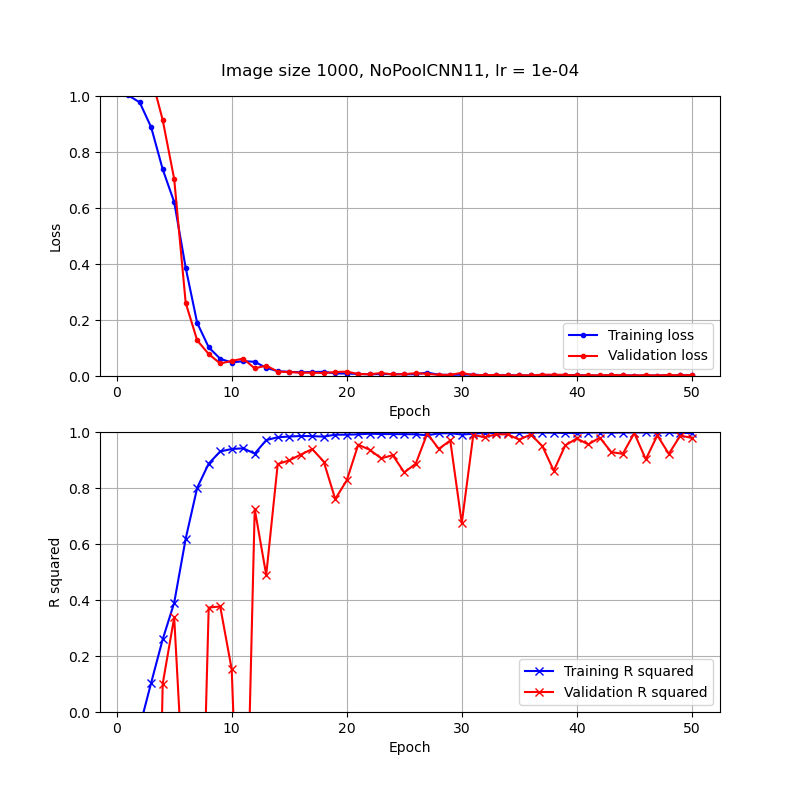 Image size 1000, NoPoolCNN11, lr = 1e-04
1.0
0.8
0.6
0.4
0.2
0.0
Loss
Training loss
Validation loss
0 10 20 30 40 50
Epoch
1.0
0.8
0.6
0.4
0.2
0.0
R squared
Training R squared
Validation R squared
0 10 20 30 40 50
Epoch